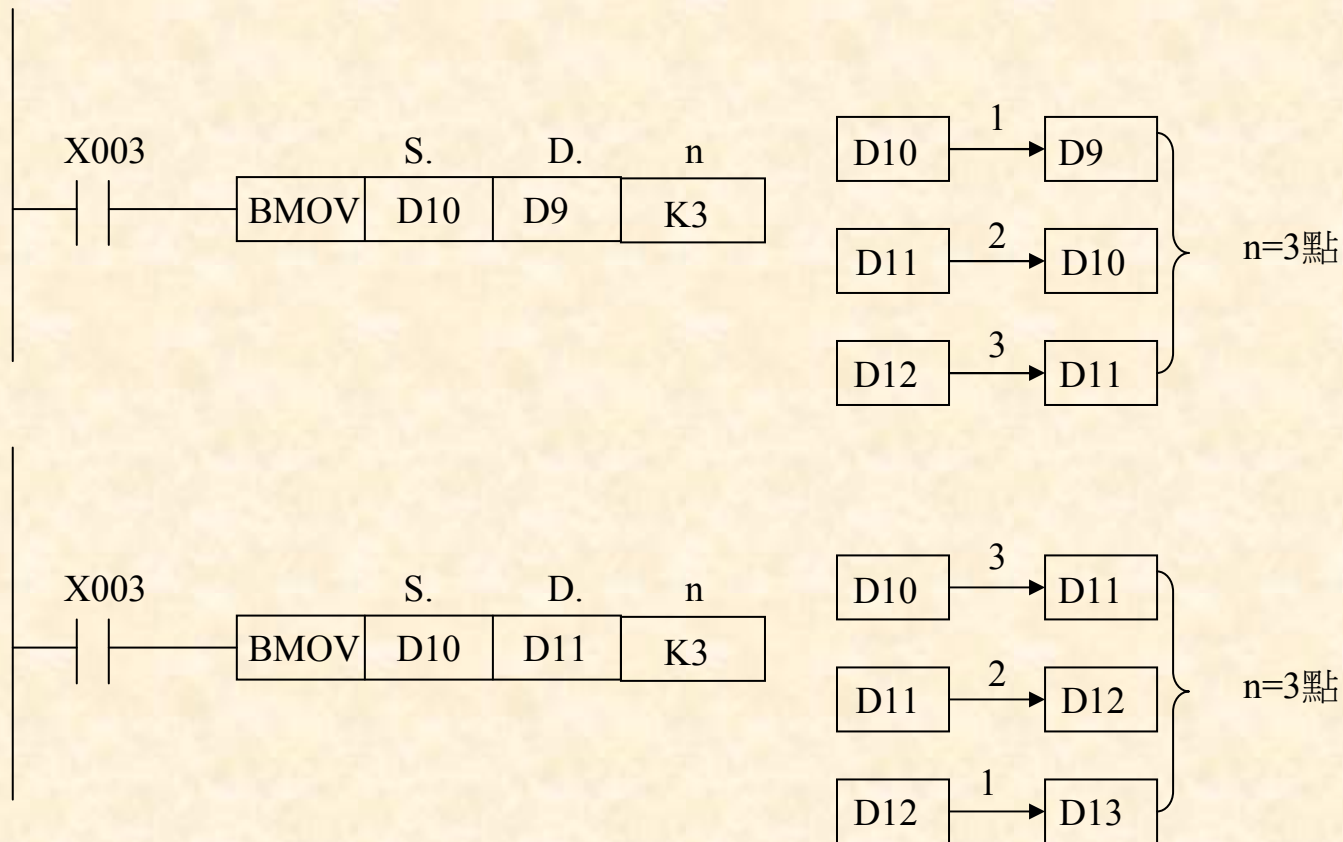 X003 S. D. n
BMOV D10 D9 K3
D10 1 D9
D11 2 D10
n=3點
D12 3 D11
X003 S. D. n
BMOV D10 D11 K3
D10 3 D11
D11 2 D12
n=3點
D12 1 D13